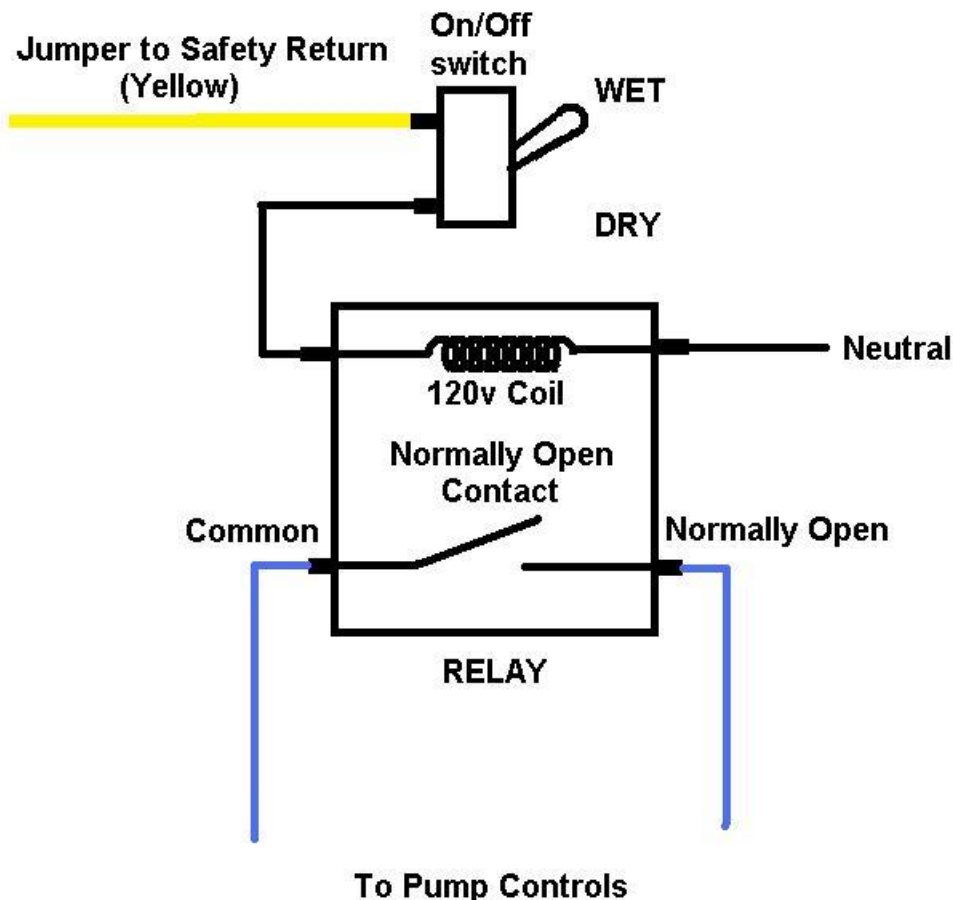 On/Off
switch
Jumper to Safety Return
(Yellow)
WET
DRY
Neutral
120v Coil
Normally Open
Contact
Common
Normally Open
RELAY
To Pump Controls